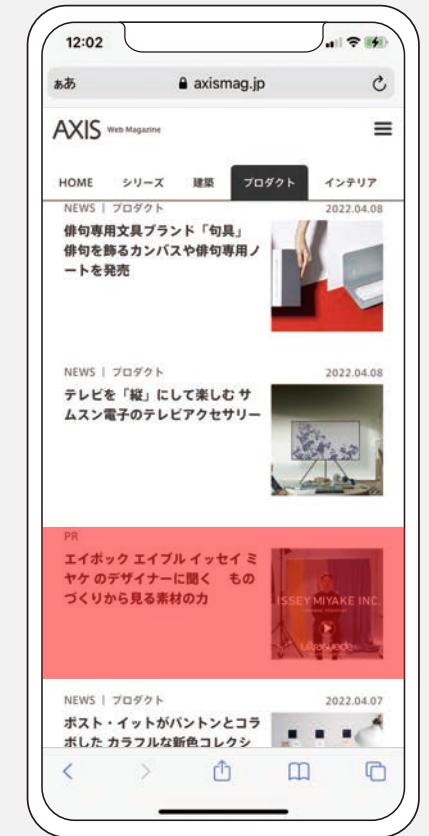 12:02
ぁあ
axismag.jp
AXIS Web Magazine
HOME
シリーズ
建築
プロダクト
インテリア
NEWS | プロダクト
2022.04.08
俳句専用文具ブランド「句具」
俳句を飾るカンバスや俳句専用ノ
ートを発売
NEWS | プロダクト
2022.04.08
テレビを「縦」にして楽しむ サ
ムスン電子のテレビアクセサリー
PR
エイポック エイブル イッセイ ミ
ヤケ のデザイナーに聞く　もの
づくりから見る素材の力
ISSEY MIYAKE INC.
ultrasuede
NEWS | プロダクト
2022.04.07
ポスト・イットがパントンとコラ
ボした カラフルな新色コレクシ